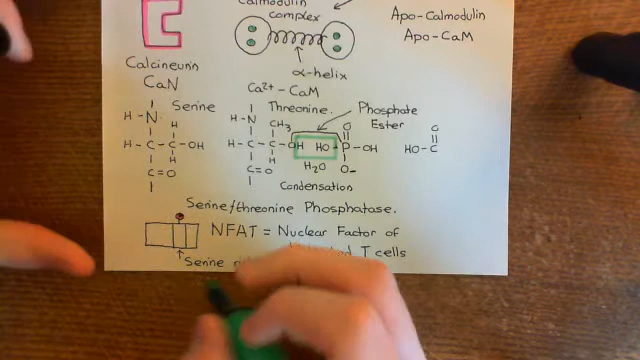 Calmodulin
complex
Apo-Calmodulin
Apo-CaM
α-helix
Calcineurin
CaN
Ca2+ - CaM
Serine
Threonine
Phosphate
Ester
H-N
H
H-C-C-OH
H
C=O
H-N
CH3
H-C-C-OH
H
C=O
O
HO-P-OH
O-
H2O
Condensation
O
HO-C
Serine/threonine Phosphatase.
NFAT = Nuclear Factor of
T cells
Serine